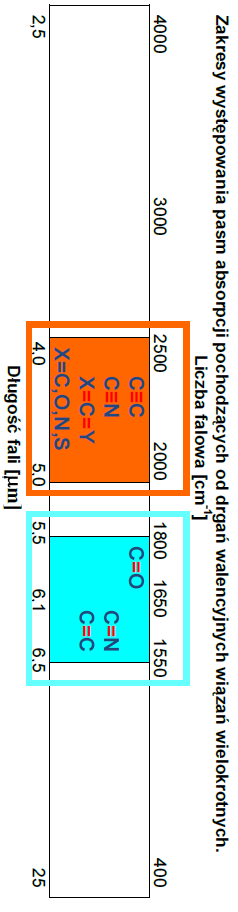 Zakresy występowania pasm absorpcji pochodzących od drgań walencyjnych wiązań wielokrotnych.
Liczba falowa [cm-1]
4000 3000 2500 2000 1800 1650 1550 400
C≡C
C≡N
X=C=Y
X=C,O,N,S
C=O
C=N
C=C
2,5 4,0 5,0 5,5 6,1 6,5 25
Długość fali [µm]